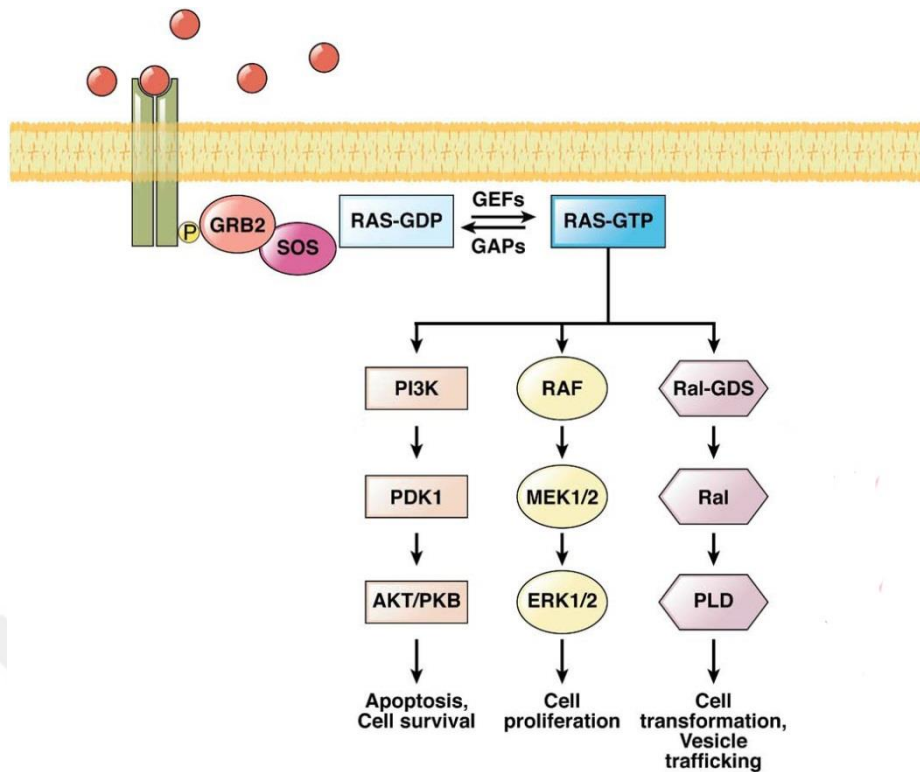 P
GRB2
SOS
RAS-GDP
GEFs
GAPs
RAS-GTP
PI3K
RAF
Ral-GDS
PDK1
MEK1/2
Ral
AKT/PKB
ERK1/2
PLD
Apoptosis,
Cell survival
Cell
proliferation
Cell
transformation,
Vesicle
trafficking